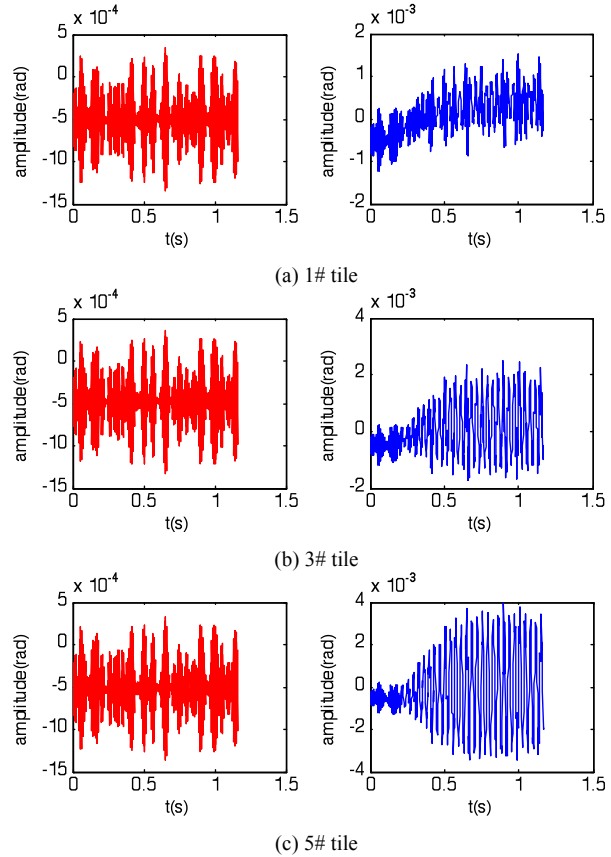 x 10⁻⁴
5
0
-5
-10
-15
0 0.5 1 1.5
t(s)
amplitude(rad)
x 10⁻³
2
1
0
-1
-2
0 0.5 1 1.5
t(s)
amplitude(rad)
(a) 1# tile
x 10⁻⁴
5
0
-5
-10
-15
0 0.5 1 1.5
t(s)
amplitude(rad)
x 10⁻³
4
2
0
-2
0 0.5 1 1.5
t(s)
amplitude(rad)
(b) 3# tile
x 10⁻⁴
5
0
-5
-10
-15
0 0.5 1 1.5
t(s)
amplitude(rad)
x 10⁻³
4
2
0
-2
-4
0 0.5 1 1.5
t(s)
amplitude(rad)
(c) 5# tile